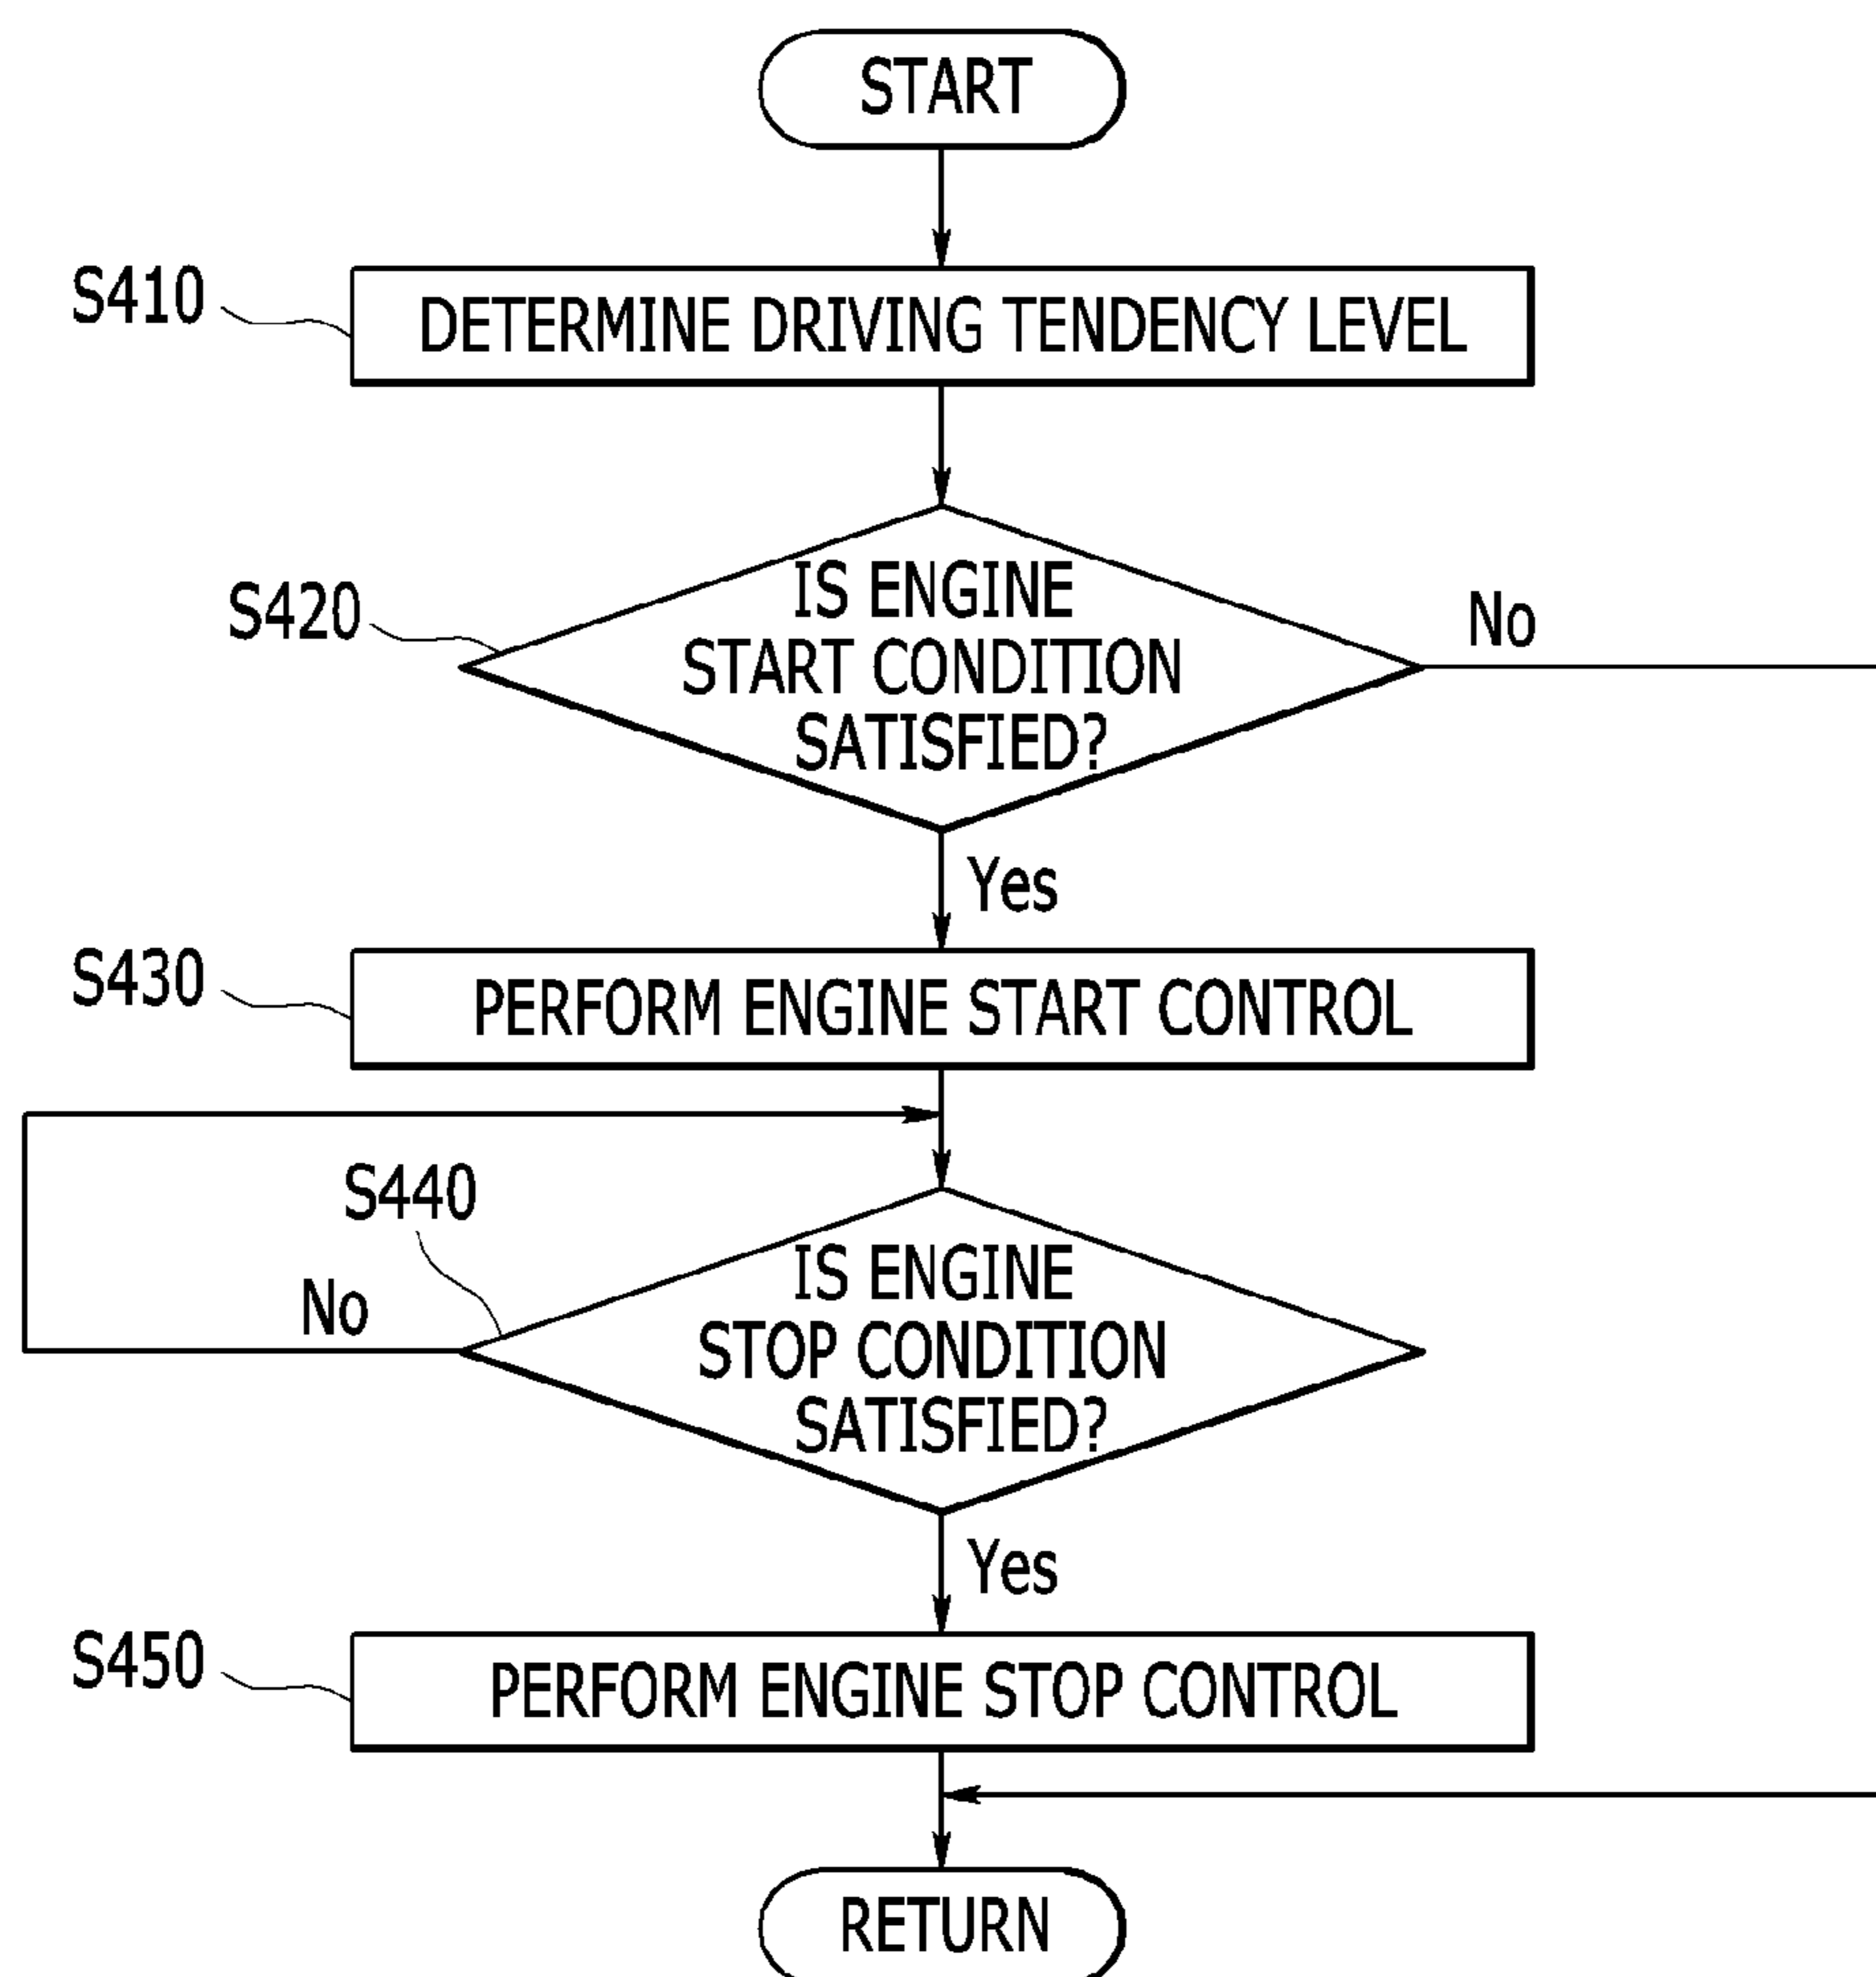 START
S410
DETERMINE DRIVING TENDENCY LEVEL
S420
IS ENGINE
START CONDITION
SATISFIED?
No
Yes
S430
PERFORM ENGINE START CONTROL
S440
No
IS ENGINE
STOP CONDITION
SATISFIED?
Yes
S450
PERFORM ENGINE STOP CONTROL
RETURN